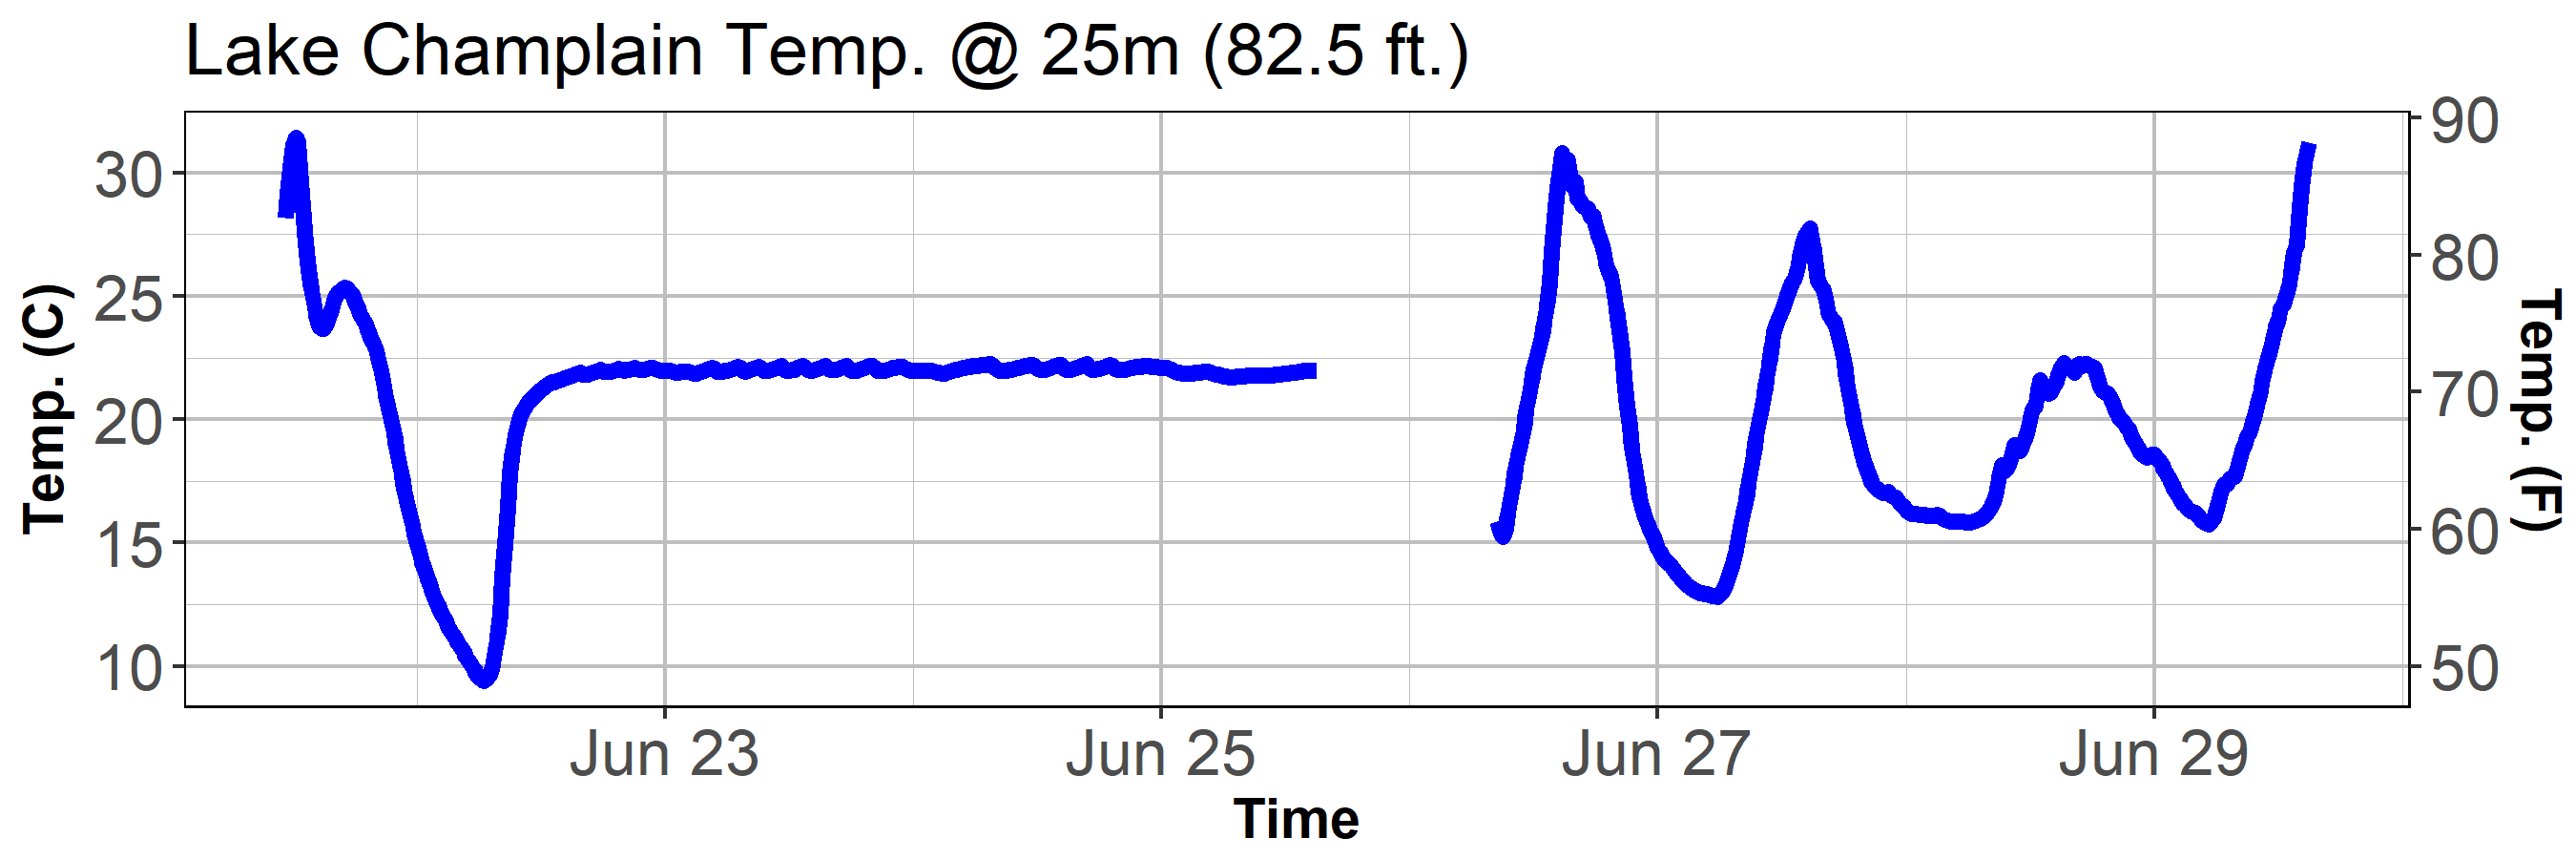 Lake Champlain Temp. @ 25m (82.5 ft.)
Temp. (C)
30
25
20
15
10
90
80
70
60
50
Temp. (F)
Jun 23
Jun 25
Jun 27
Jun 29
Time